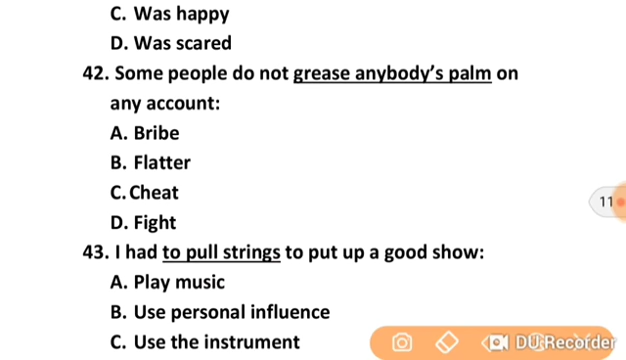 C. Was happy
D. Was scared
42. Some people do not grease anybody's palm on
any account:
A. Bribe
B. Flatter
C. Cheat
11
D. Fight
43. I had to pull strings to put up a good show:
A. Play music
B. Use personal influence
C. Use the instrument
DU Recorder